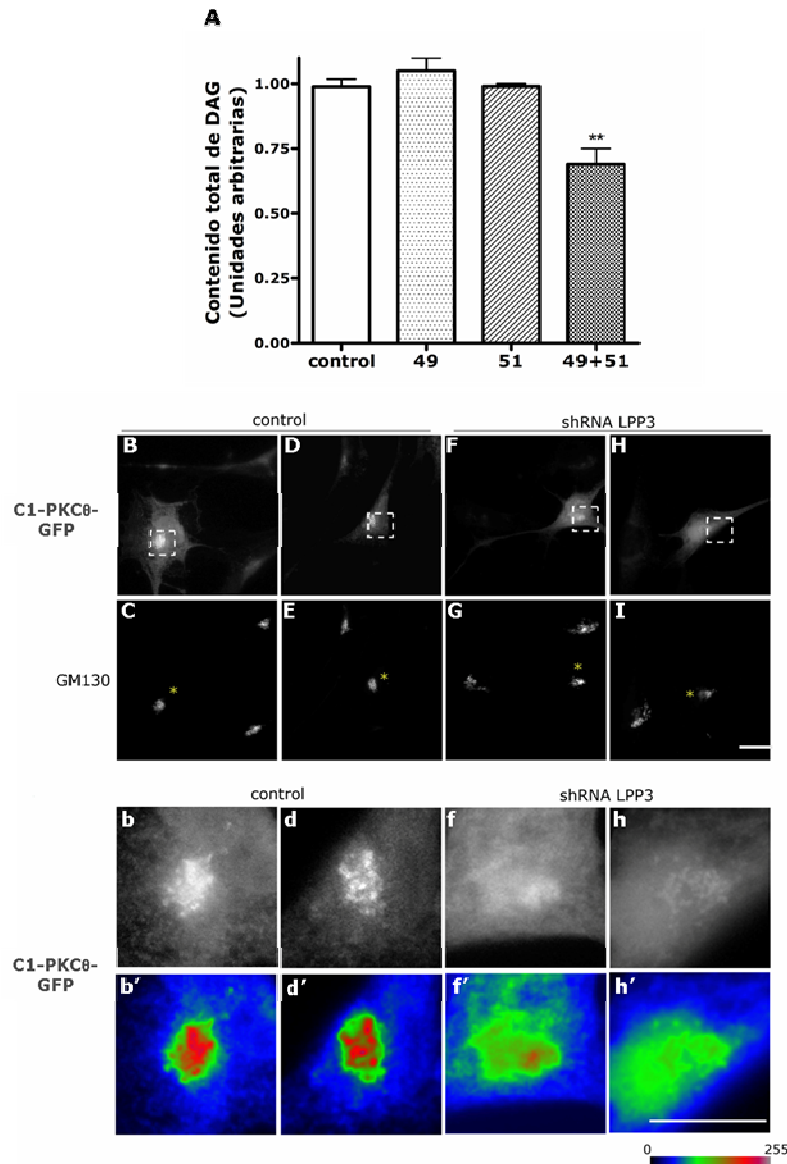 A
Contenido total de DAG
(Unidades arbitrarias)
1.00
0.75
0.50
0.25
0.00
**
control 49 51 49+51
control shRNA LPP3
C1-PKCθ-
GFP
B D F H
GM130
C E G I
* * * *
control shRNA LPP3
C1-PKCθ-
GFP
b d f h
b' d' f' h'
0 255